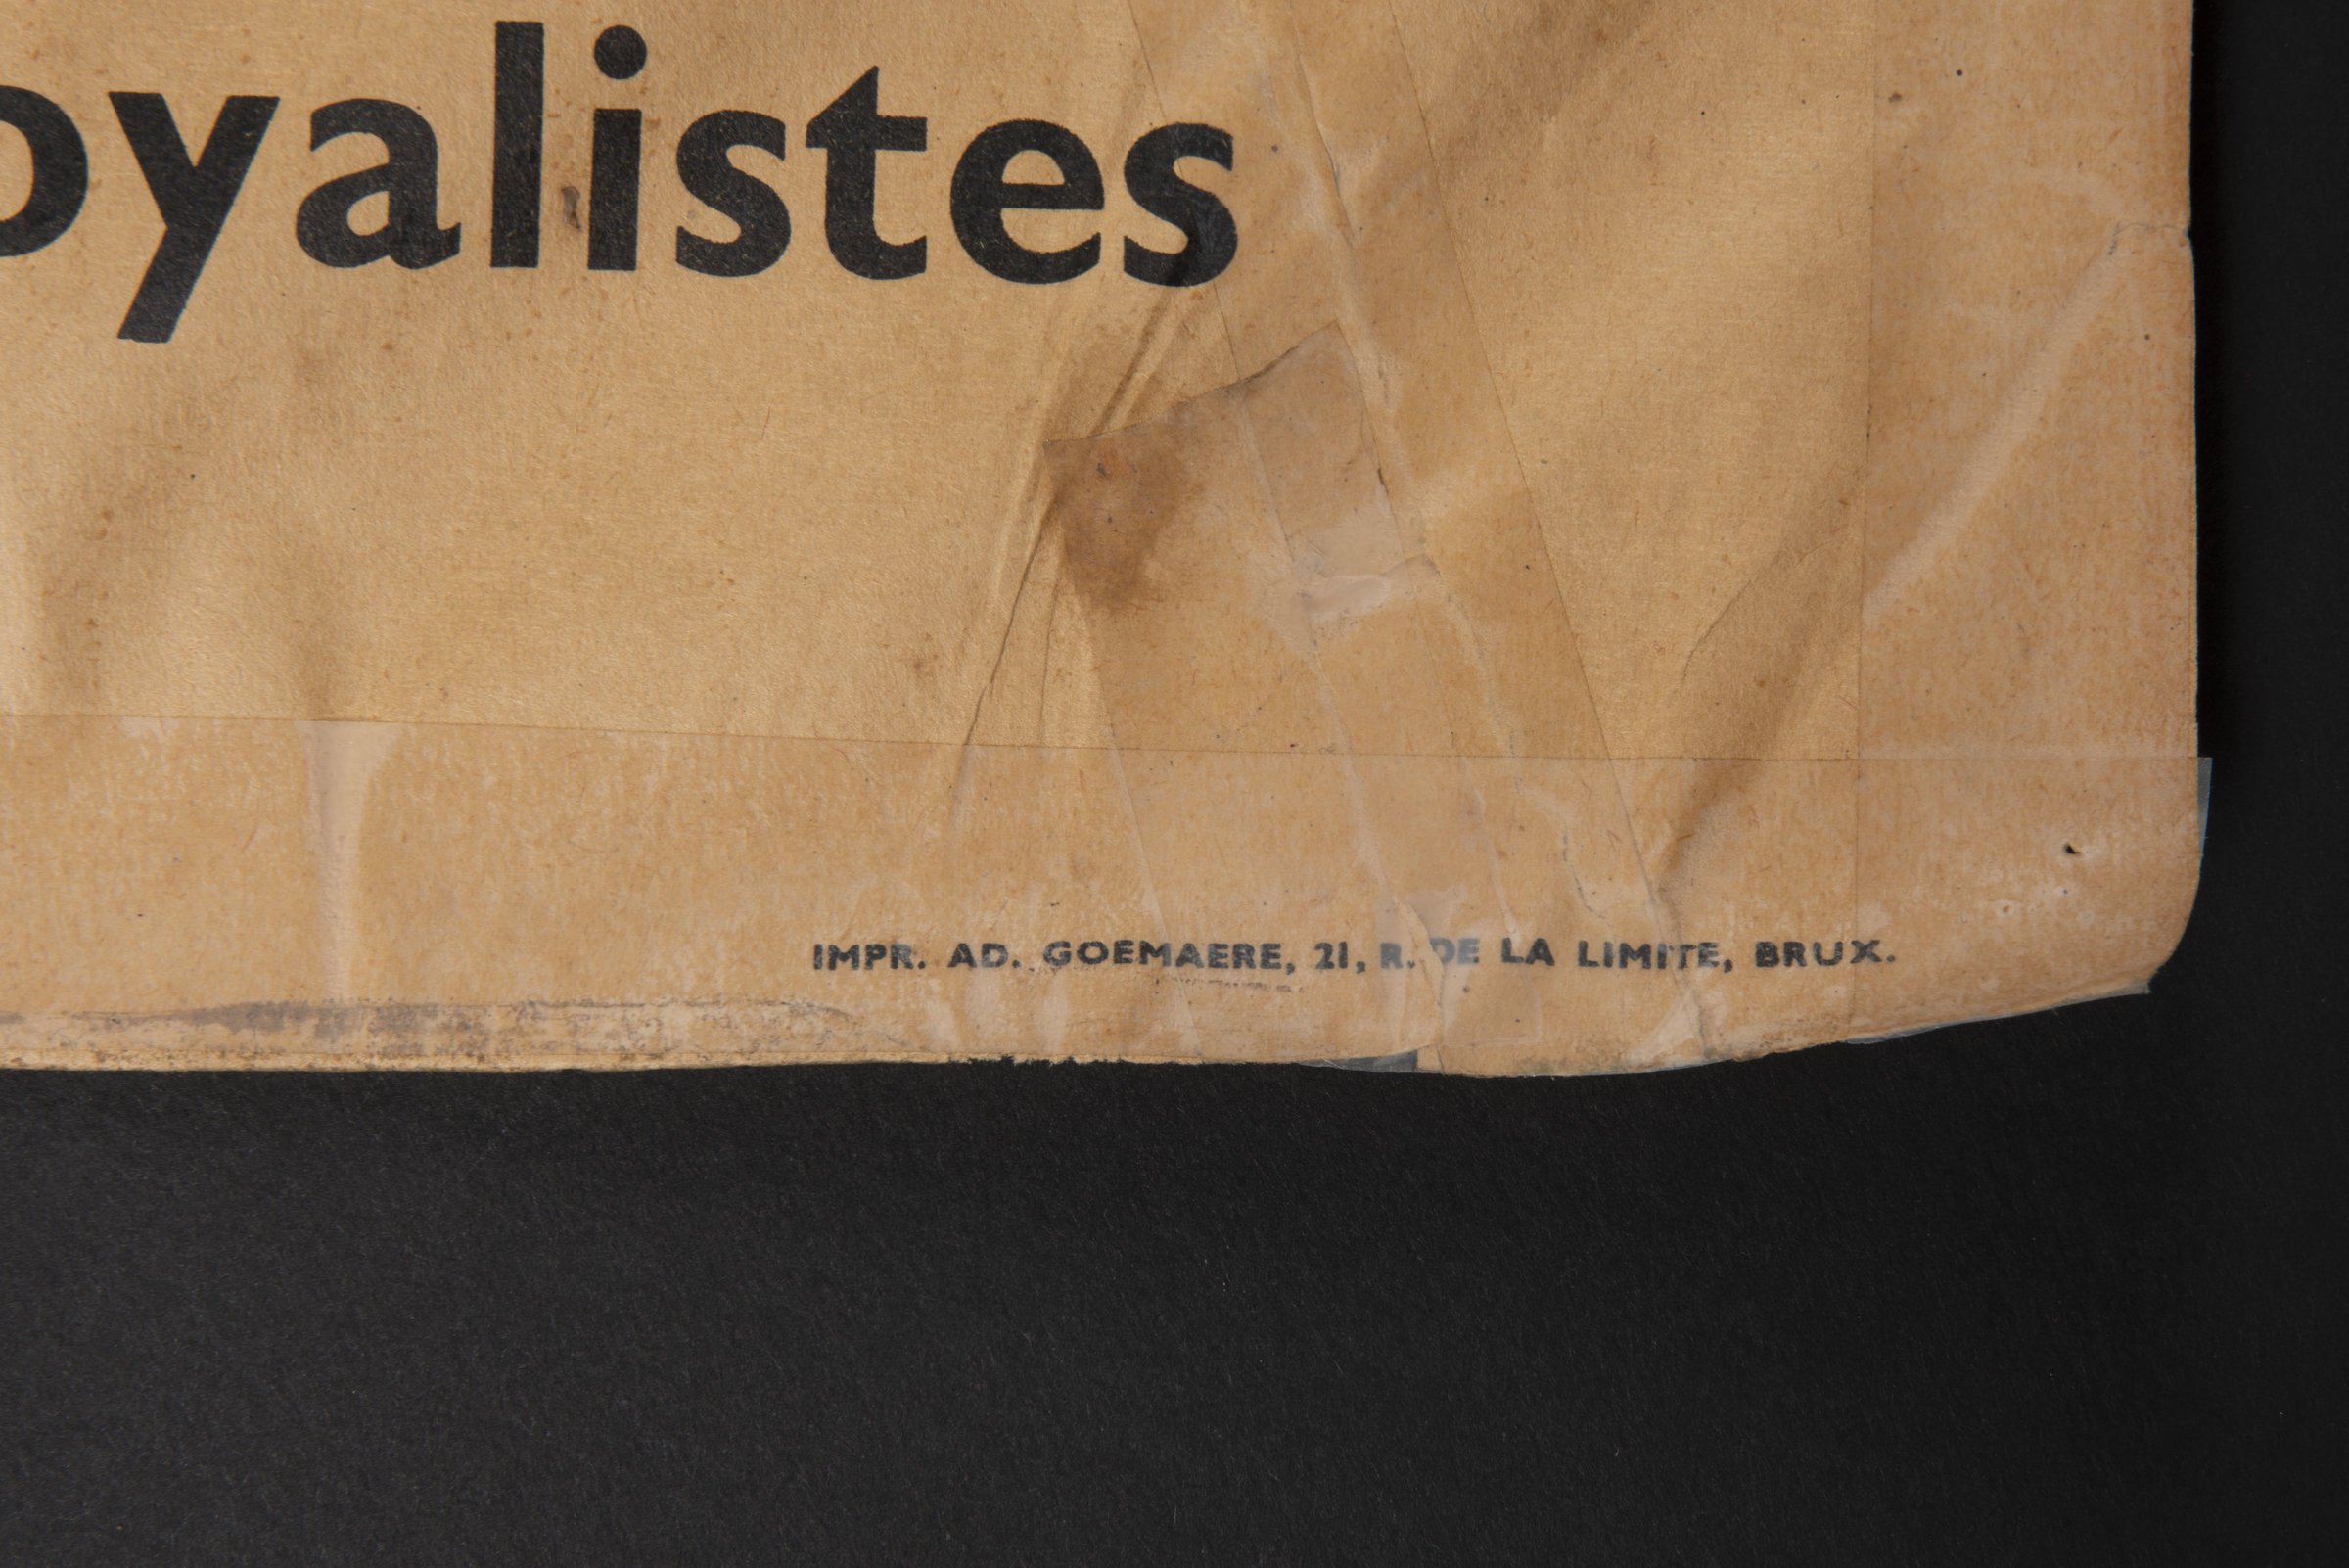 oyalistes
IMPR. AD. GOEMAERE, 21, R. DE LA LIMITE, BRUX.